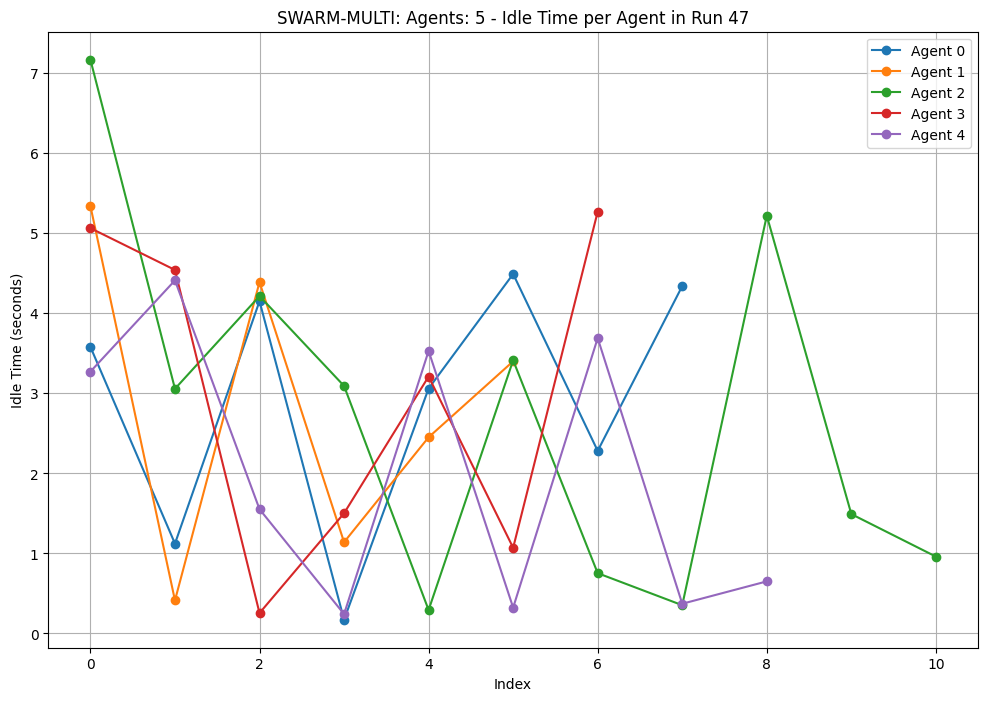 SWARM-MULTI: Agents: 5 - Idle Time per Agent in Run 47
Agent 0
Agent 1
Agent 2
Agent 3
Agent 4
Idle Time (seconds)
7
6
5
4
3
2
1
0
0 2 4 6 8 10
Index